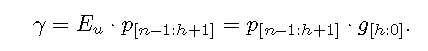 γ = E_u · p_[n−1:h+1] = p_[n−1:h+1] · g_[h:0].